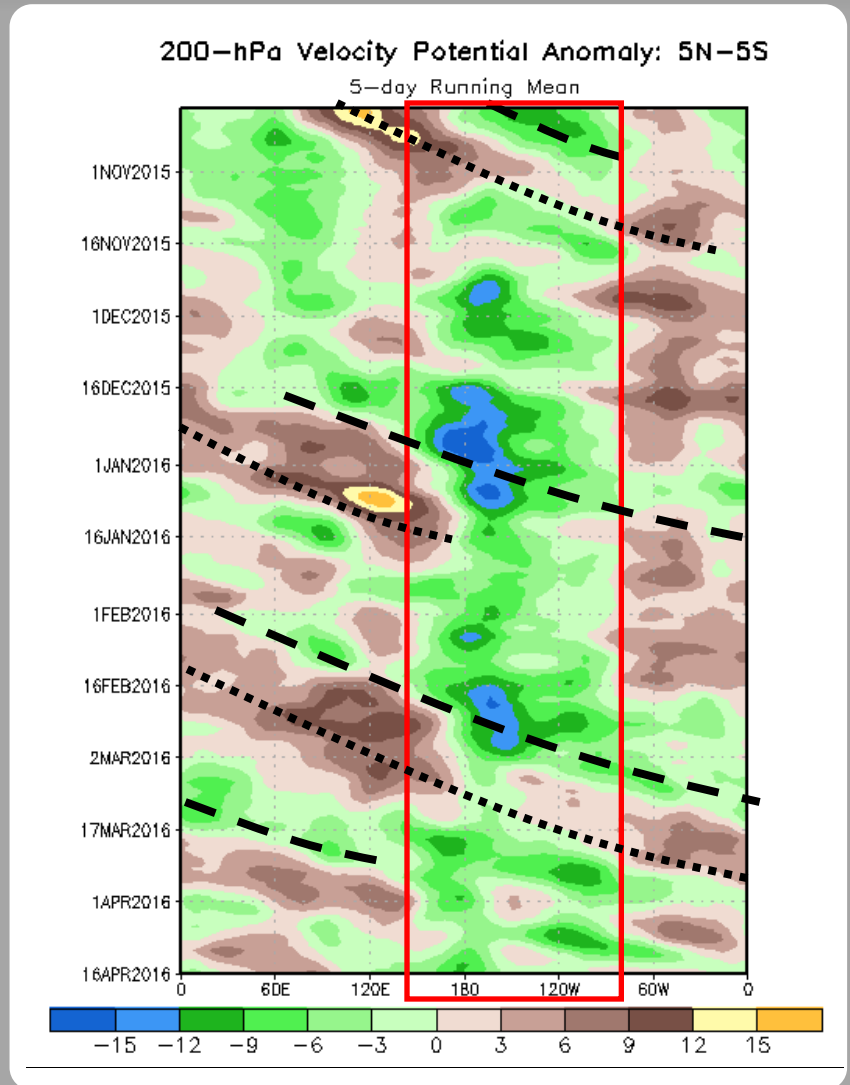 200-hPa Velocity Potential Anomaly: 5N-5S
5-day Running Mean
1NOV2015
16NOV2015
1DEC2015
16DEC2015
1JAN2016
16JAN2016
1FEB2016
16FEB2016
2MAR2016
17MAR2016
1APR2016
16APR2016
0 60E 120E 180 120W 60W 0
-15 -12 -9 -6 -3 0 3 6 9 12 15